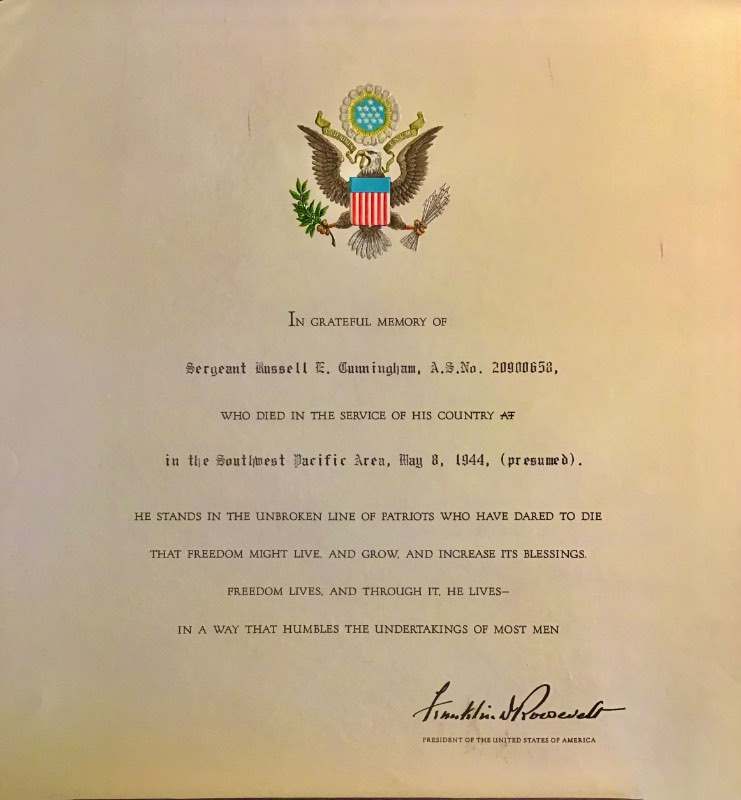 In grateful memory of
Sergeant Russell E. Cunningham, A.S.No. 20900658,
WHO DIED IN THE SERVICE OF HIS COUNTRY AT
in the Southwest Pacific Area, May 8, 1944, (presumed).
HE STANDS IN THE UNBROKEN LINE OF PATRIOTS WHO HAVE DARED TO DIE
THAT FREEDOM MIGHT LIVE, AND GROW, AND INCREASE ITS BLESSINGS.
FREEDOM LIVES, AND THROUGH IT, HE LIVES—
IN A WAY THAT HUMBLES THE UNDERTAKINGS OF MOST MEN
Franklin D Roosevelt
PRESIDENT OF THE UNITED STATES OF AMERICA